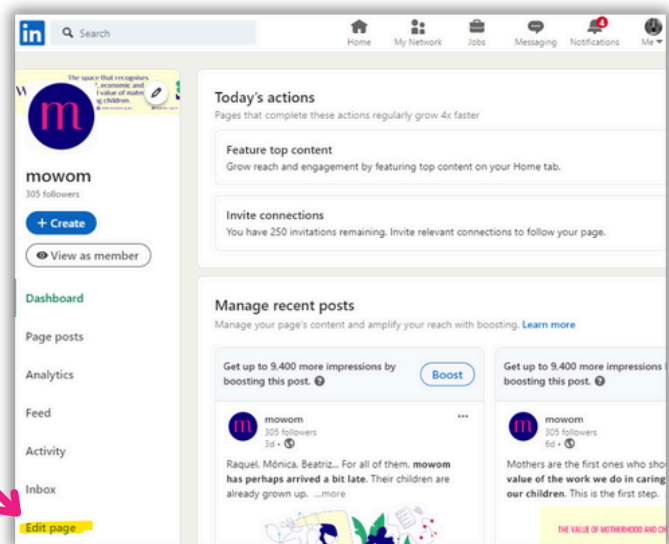 in
Search
Home
My Network
Jobs
Messaging
Notifications
Me
The space that recognises
economic and
value of mater
children.
m
mowom
305 followers
+ Create
View as member
Dashboard
Page posts
Analytics
Feed
Activity
Inbox
Edit page
Today's actions
Pages that complete these actions regularly grow 4x faster
Feature top content
Grow reach and engagement by featuring top content on your Home tab.
Invite connections
You have 250 invitations remaining. Invite relevant connections to follow your page.
Manage recent posts
Manage your page's content and amplify your reach with boosting. Learn more
Get up to 9,400 more impressions by
boosting this post.
Boost
m
mowom
305 followers
3d •
Raquel, Mónica, Beatriz... For all of them, mowom
has perhaps arrived a bit late. Their children are
already grown up. ...more
Get up to 9,400 more impressions
boosting this post.
m
mowom
305 followers
6d •
Mothers are the first ones who sho
value of the work we do in caring
our children. This is the first step.
THE VALUE OF MOTHERHOOD AND CH